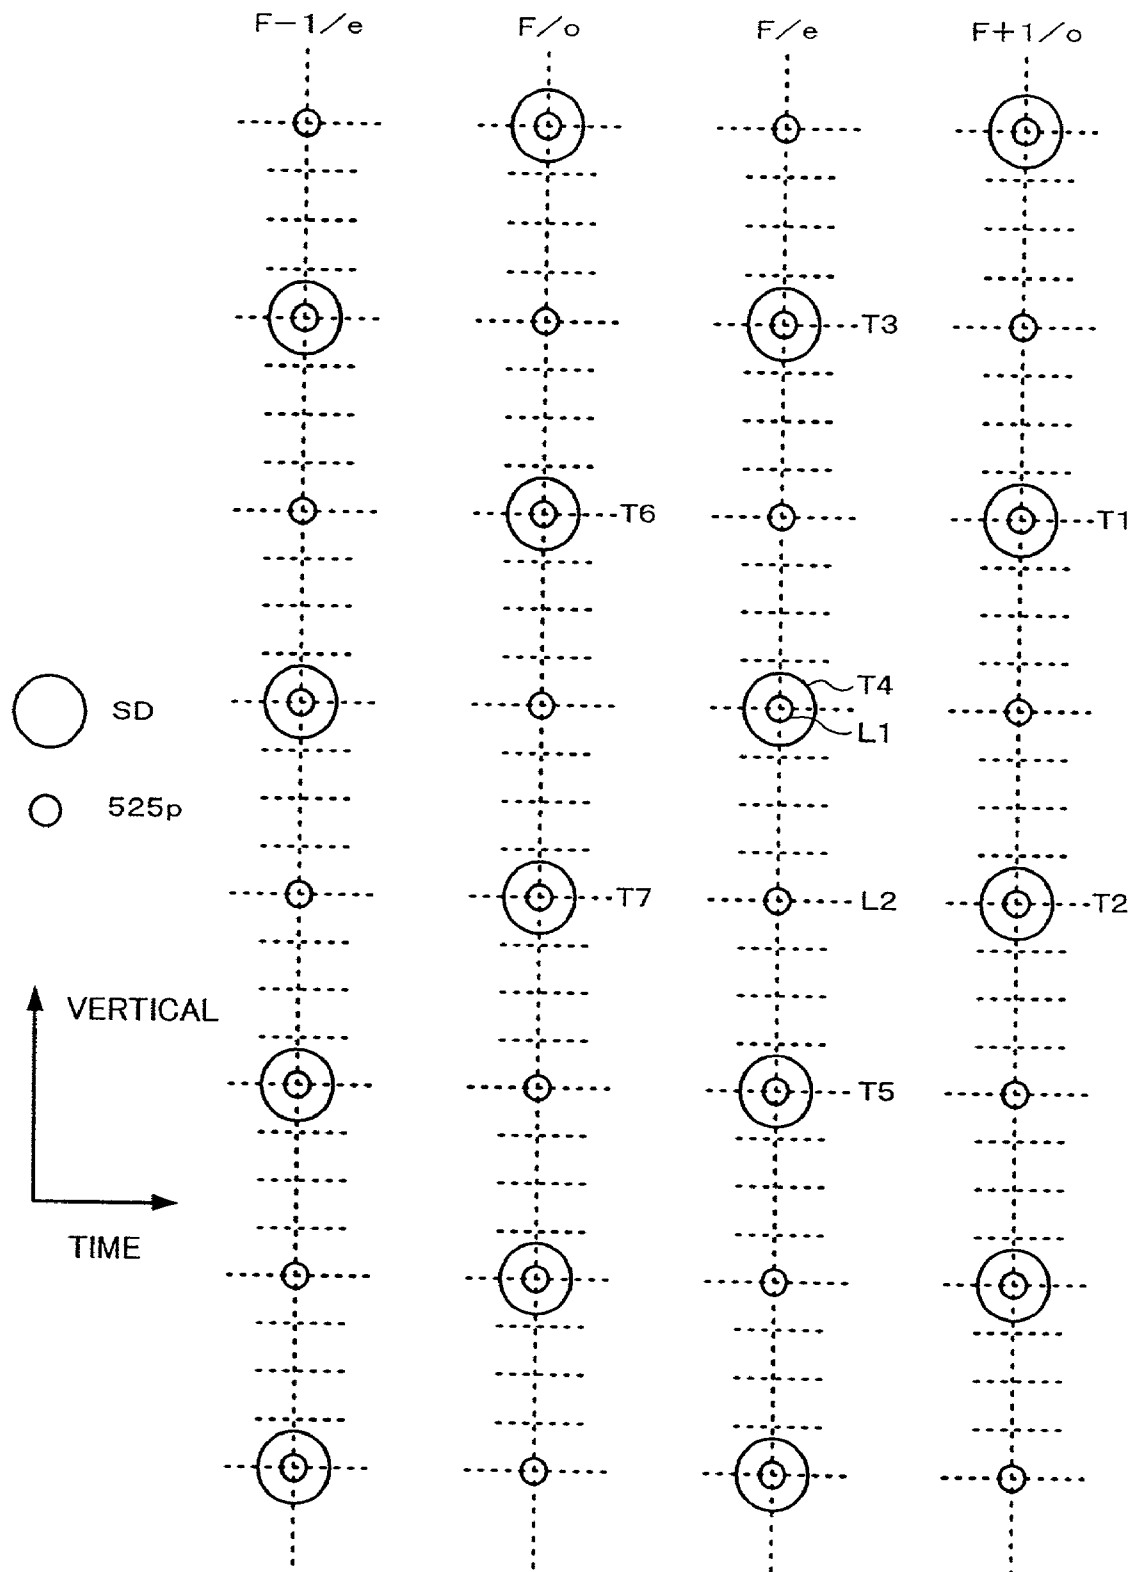 F-1/e F/o F/e F+1/o
T3
T6 T1
T4
SD
L1
525p
T7 L2 T2
VERTICAL
T5
TIME